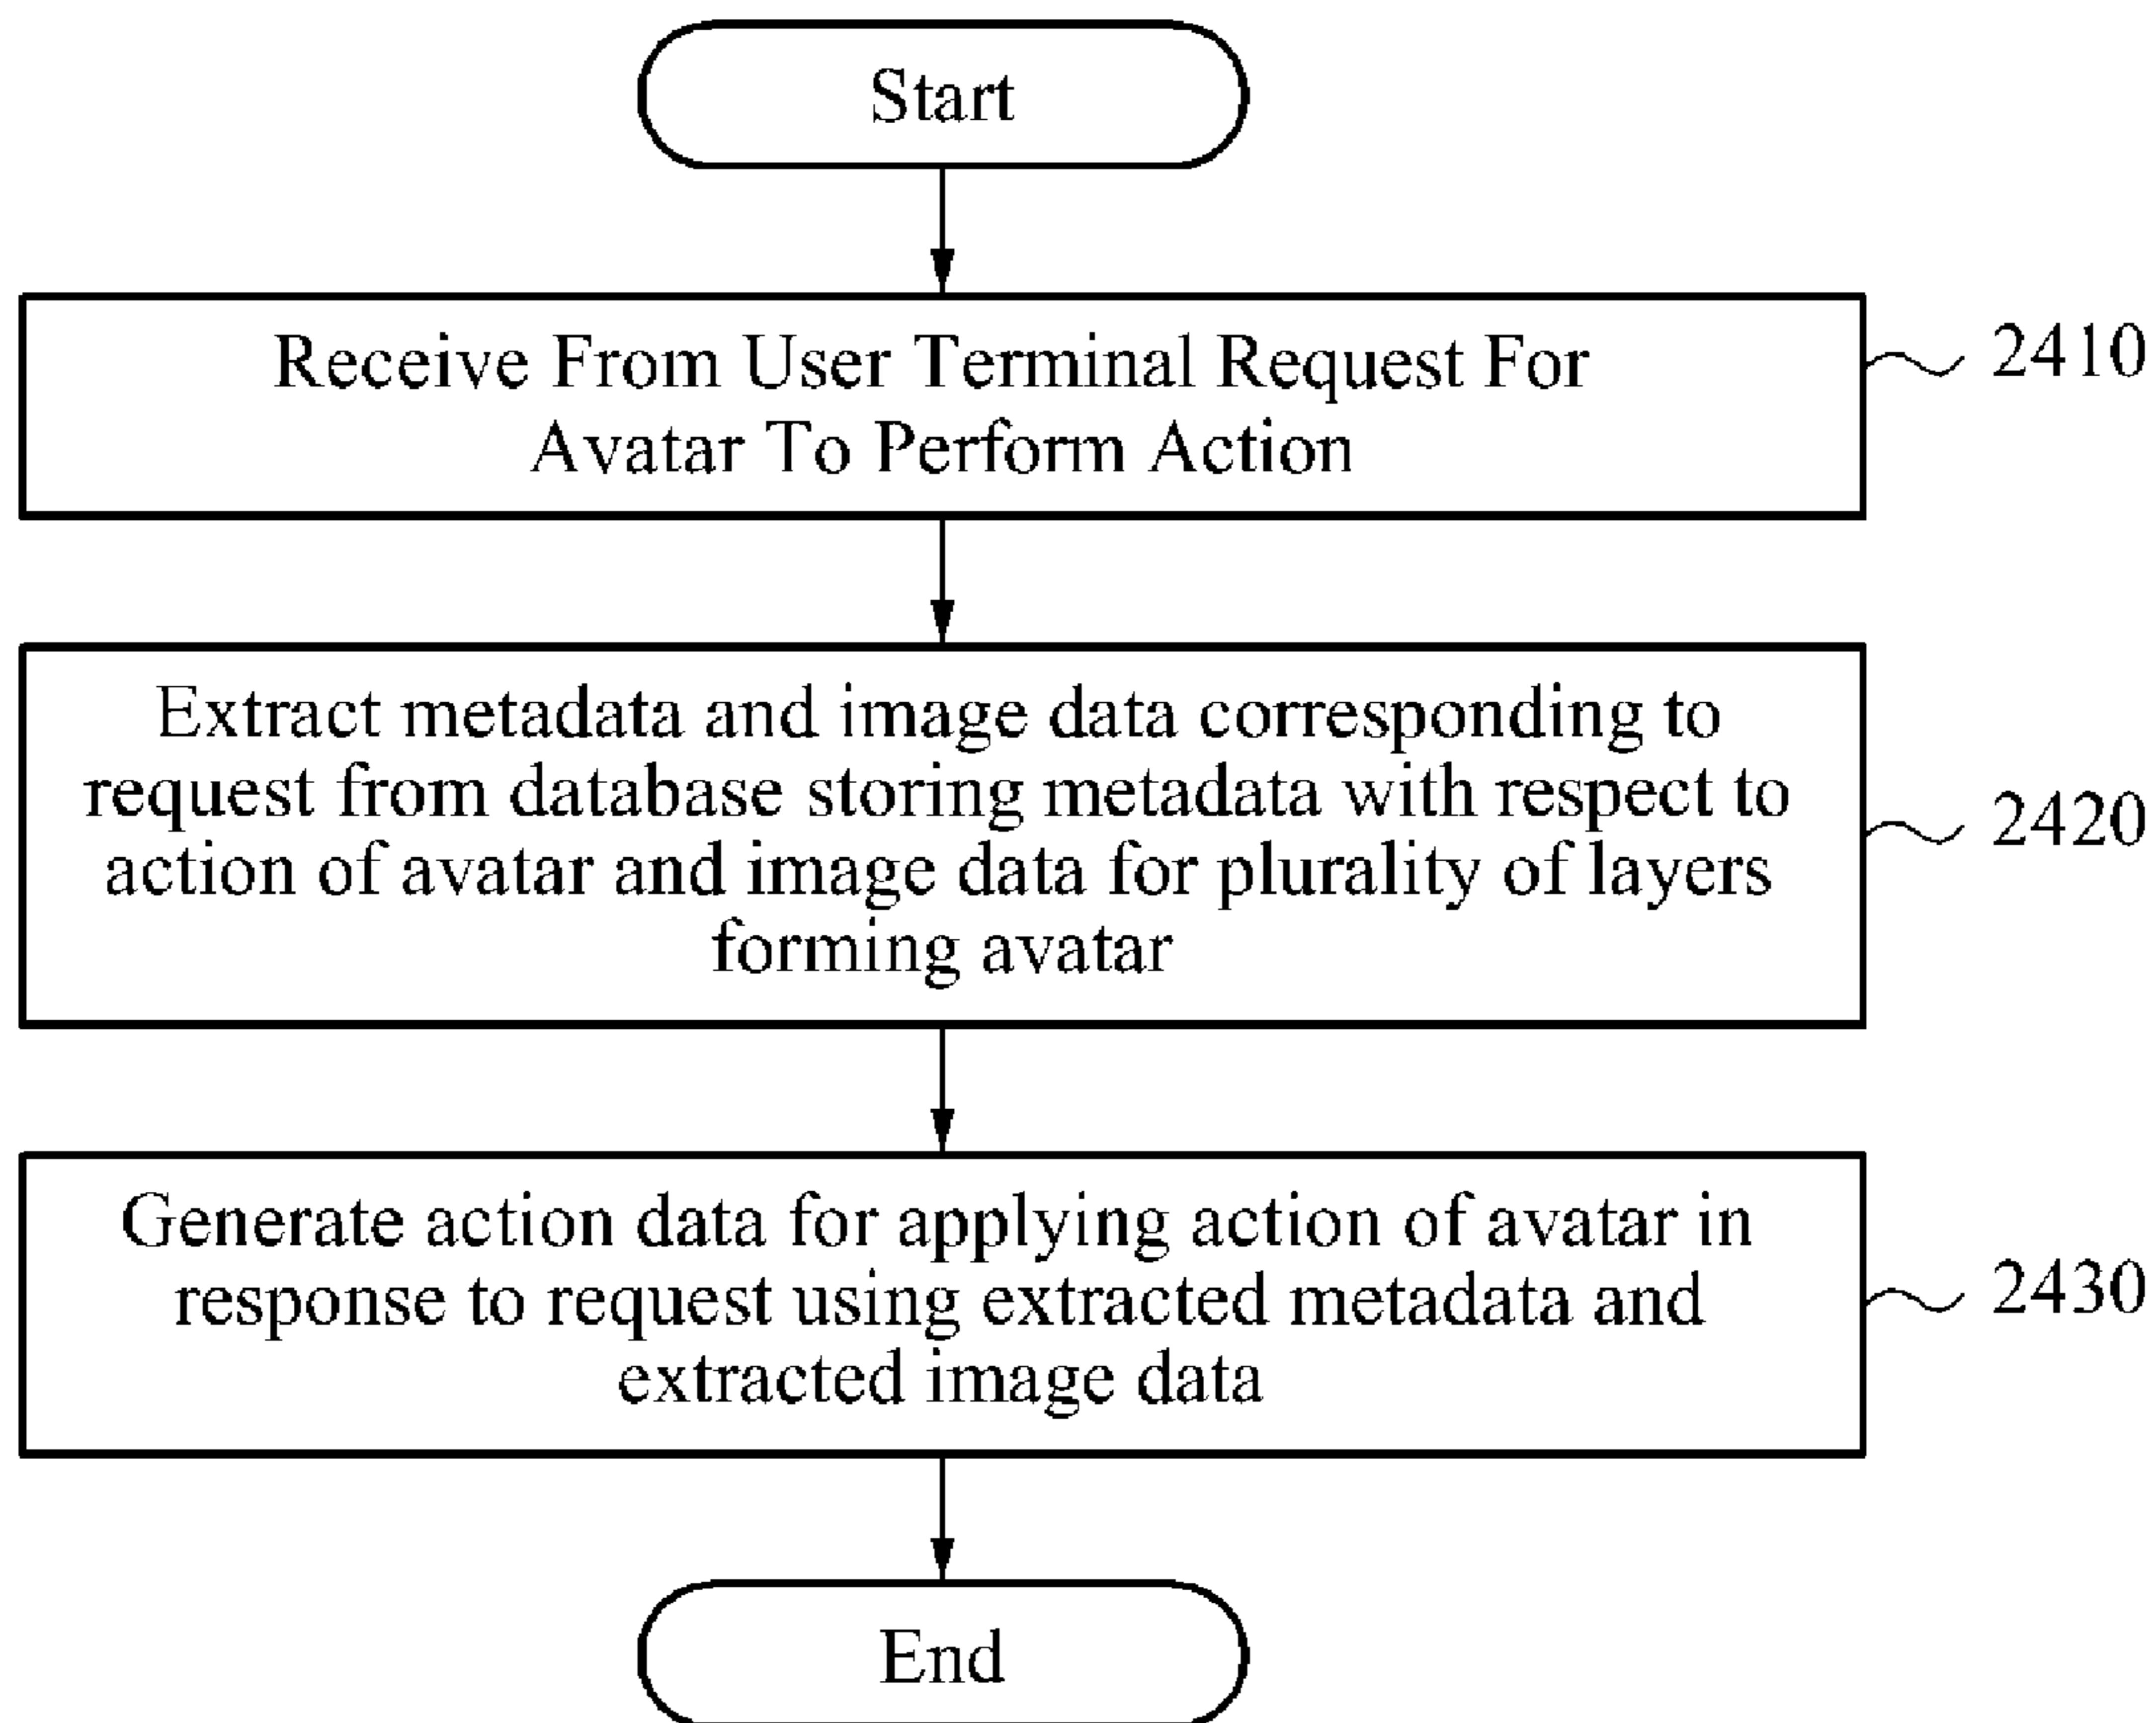 Start
Receive From User Terminal Request For
Avatar To Perform Action
2410
Extract metadata and image data corresponding to
request from database storing metadata with respect to
action of avatar and image data for plurality of layers
forming avatar
2420
Generate action data for applying action of avatar in
response to request using extracted metadata and
extracted image data
2430
End